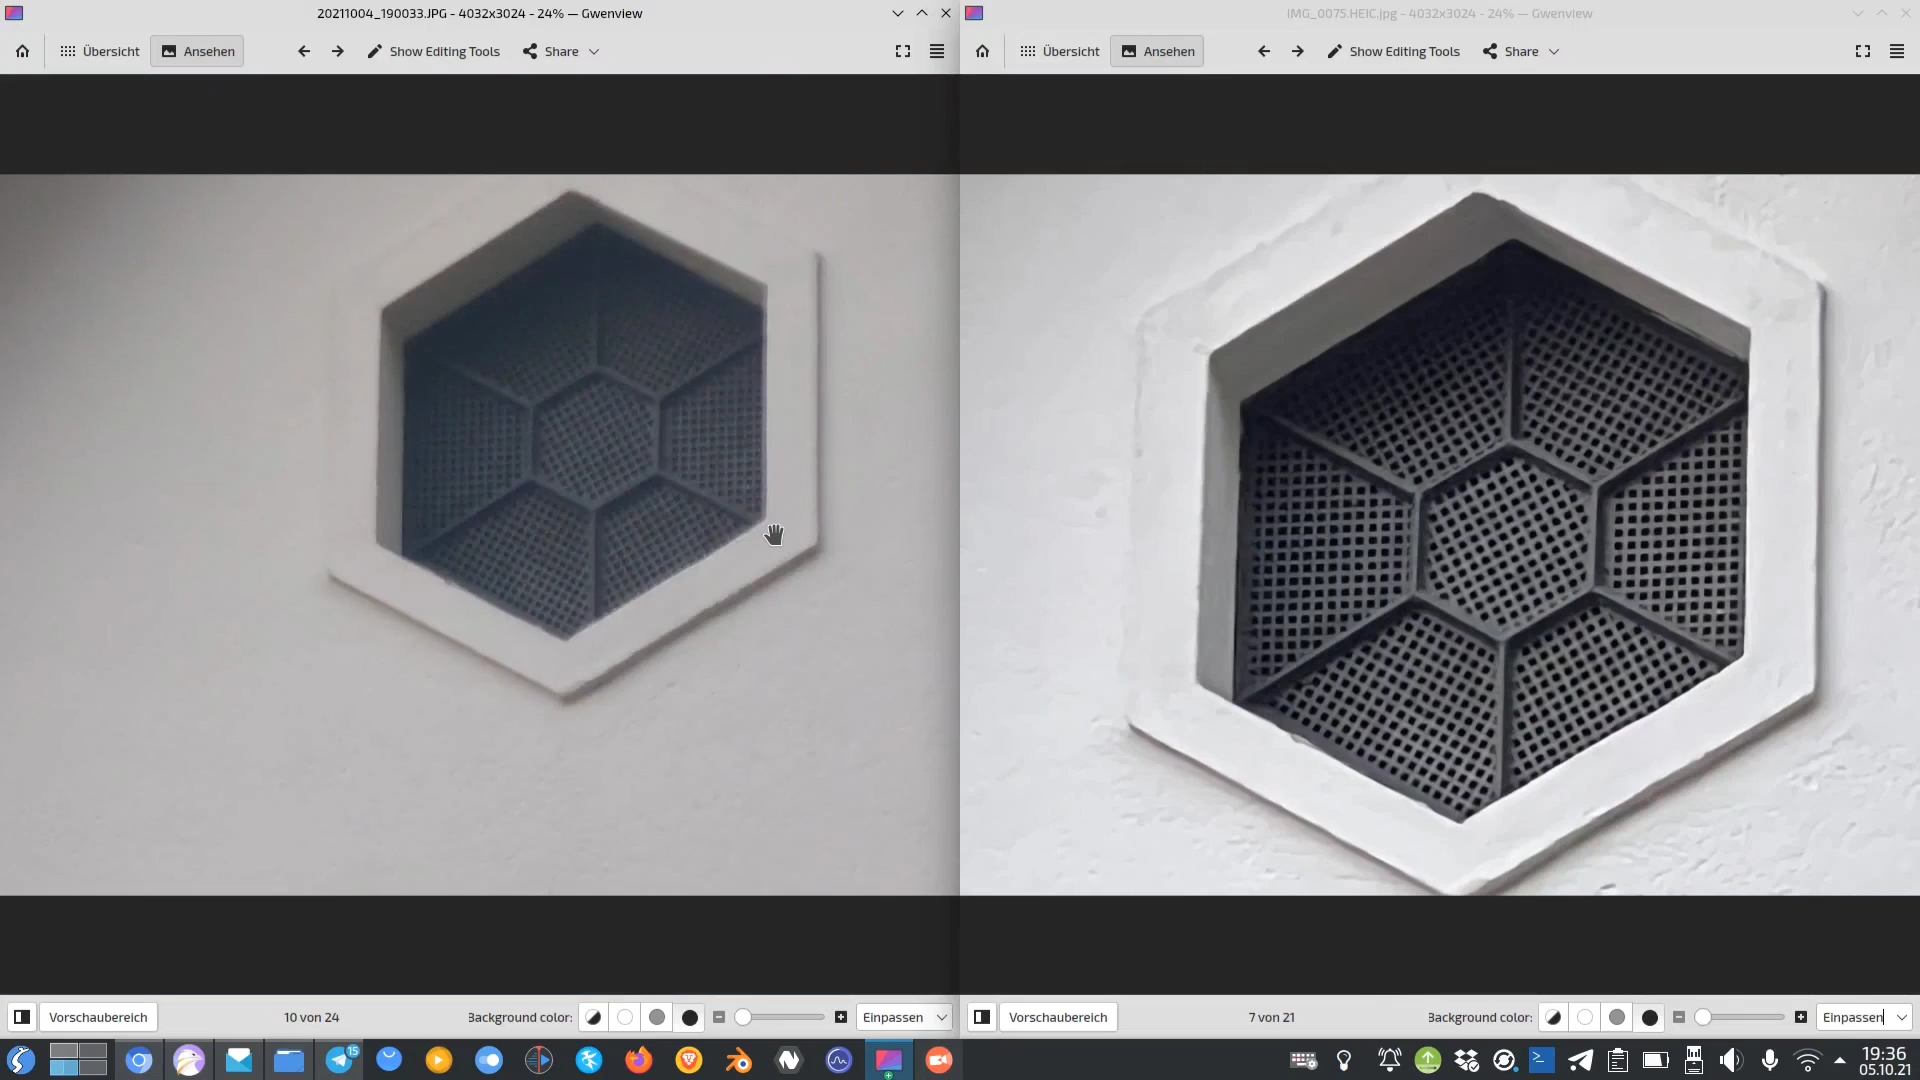 20211004_190033.JPG - 4032x3024 - 24% — Gwenview
Übersicht Ansehen Show Editing Tools Share
10 von 24
Vorschaubereich Background color: Einpassen
IMG_0075.HEIC.jpg - 4032x3024 - 24% — Gwenview
Übersicht Ansehen Show Editing Tools Share
Vorschaubereich 7 von 21 Background color: Einpassen
15
19:36
05.10.21